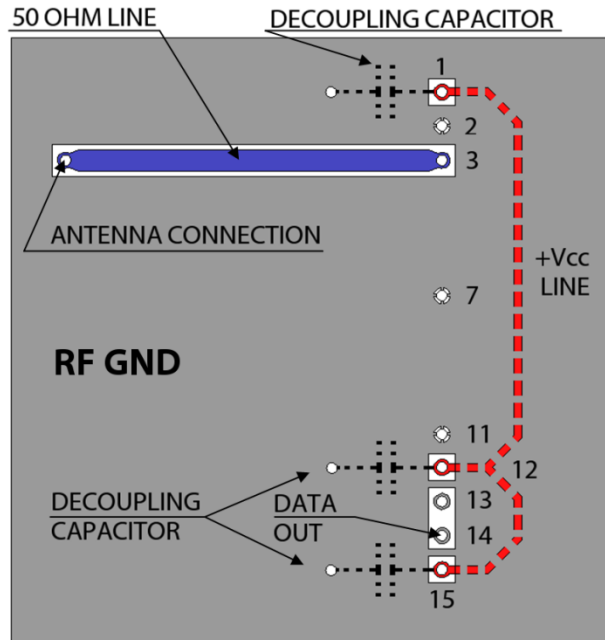 50 OHM LINE
DECOUPLING CAPACITOR
1
2
3
ANTENNA CONNECTION
+Vcc
LINE
7
RF GND
11
12
DECOUPLING
CAPACITOR
DATA
OUT
13
14
15